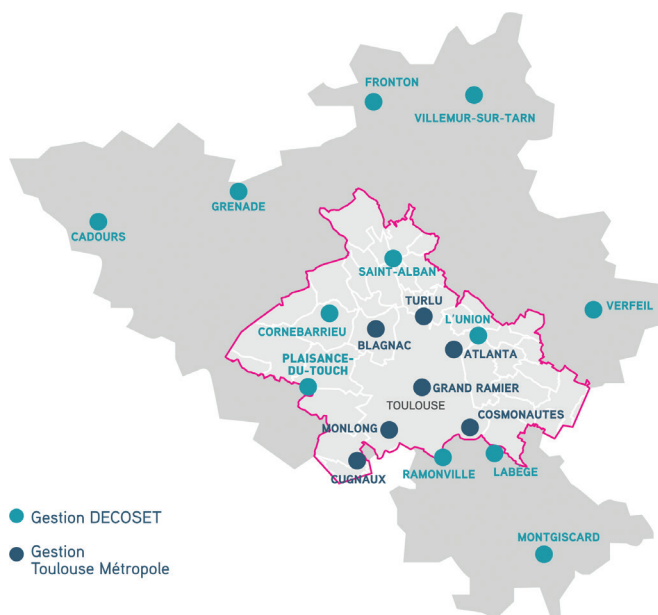 FRONTON
VILLEMUR-SUR-TARN
GRENADE
CADOURS
SAINT-ALBAN
TURLU
VERFEIL
L'UNION
CORNEBARRIEU
BLAGNAC
ATLANTA
PLAISANCE-
DU-TOUCH
GRAND RAMIER
TOULOUSE
COSMONAUTES
MONLONG
RAMONVILLE
LABÈGE
CUGNAUX
Gestion DECOSET
MONTGISCARD
Gestion
Toulouse Métropole